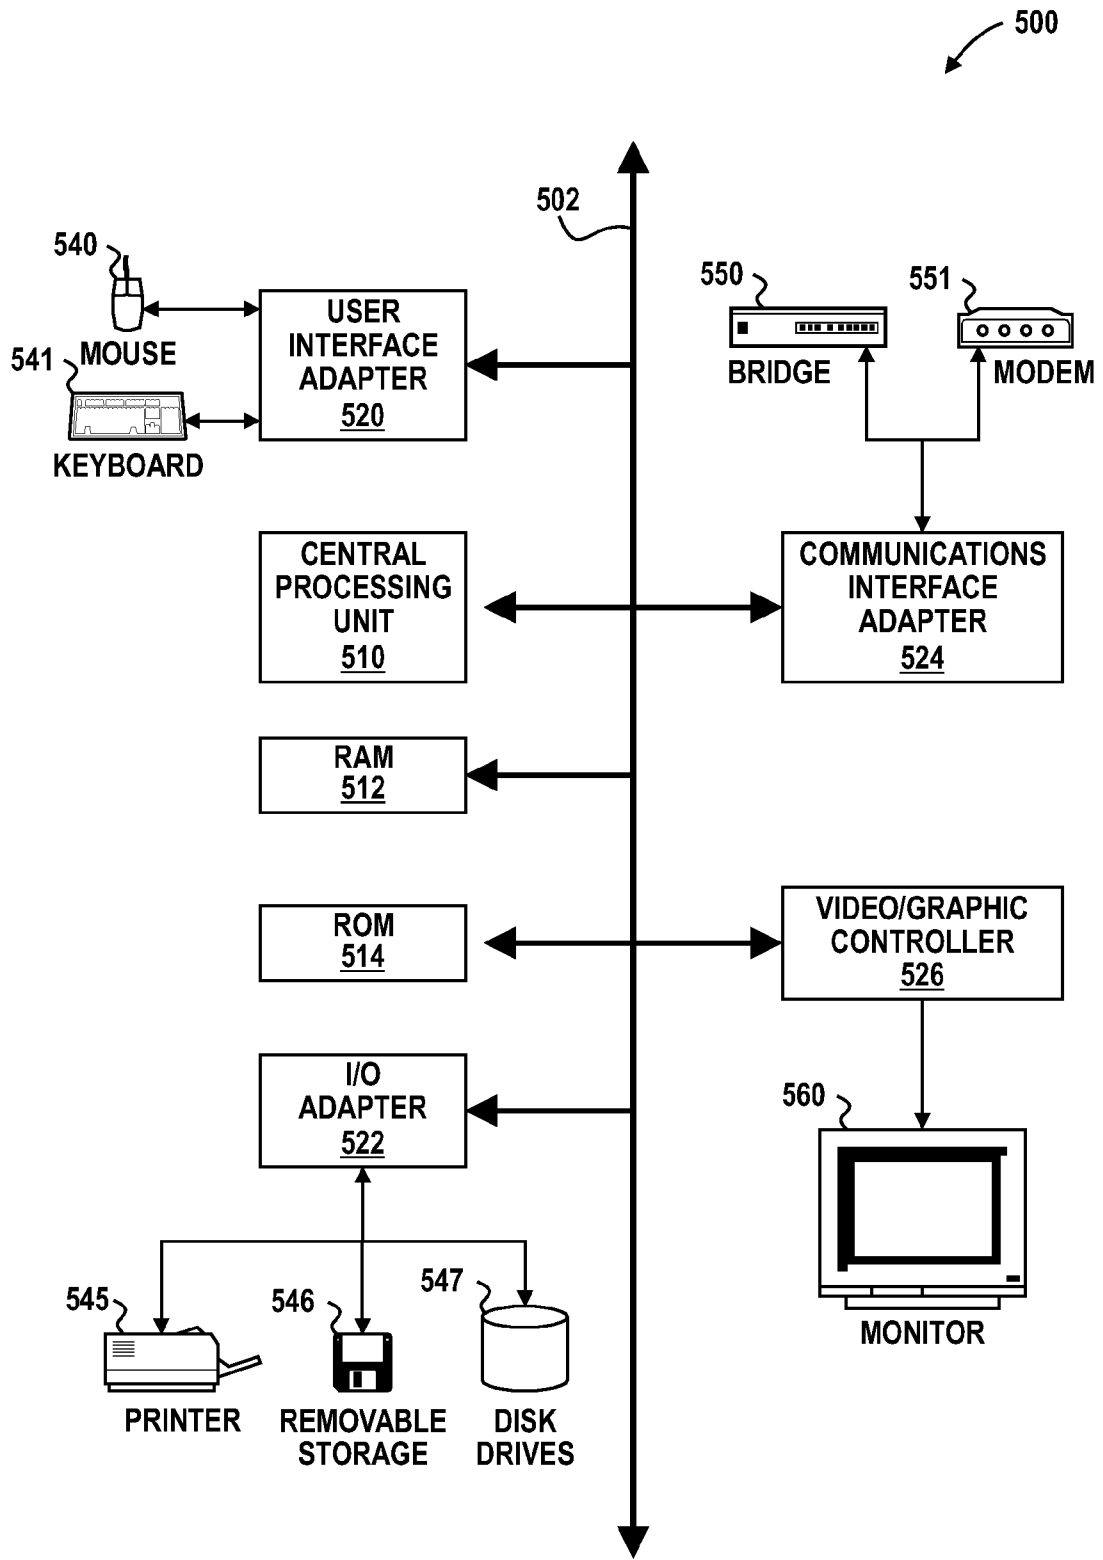 500
502
540
MOUSE
541
KEYBOARD
USER
INTERFACE
ADAPTER
520
550
BRIDGE
551
MODEM
CENTRAL
PROCESSING
UNIT
510
COMMUNICATIONS
INTERFACE
ADAPTER
524
RAM
512
ROM
514
VIDEO/GRAPHIC
CONTROLLER
526
I/O
ADAPTER
522
560
MONITOR
545
PRINTER
546
REMOVABLE
STORAGE
547
DISK
DRIVES